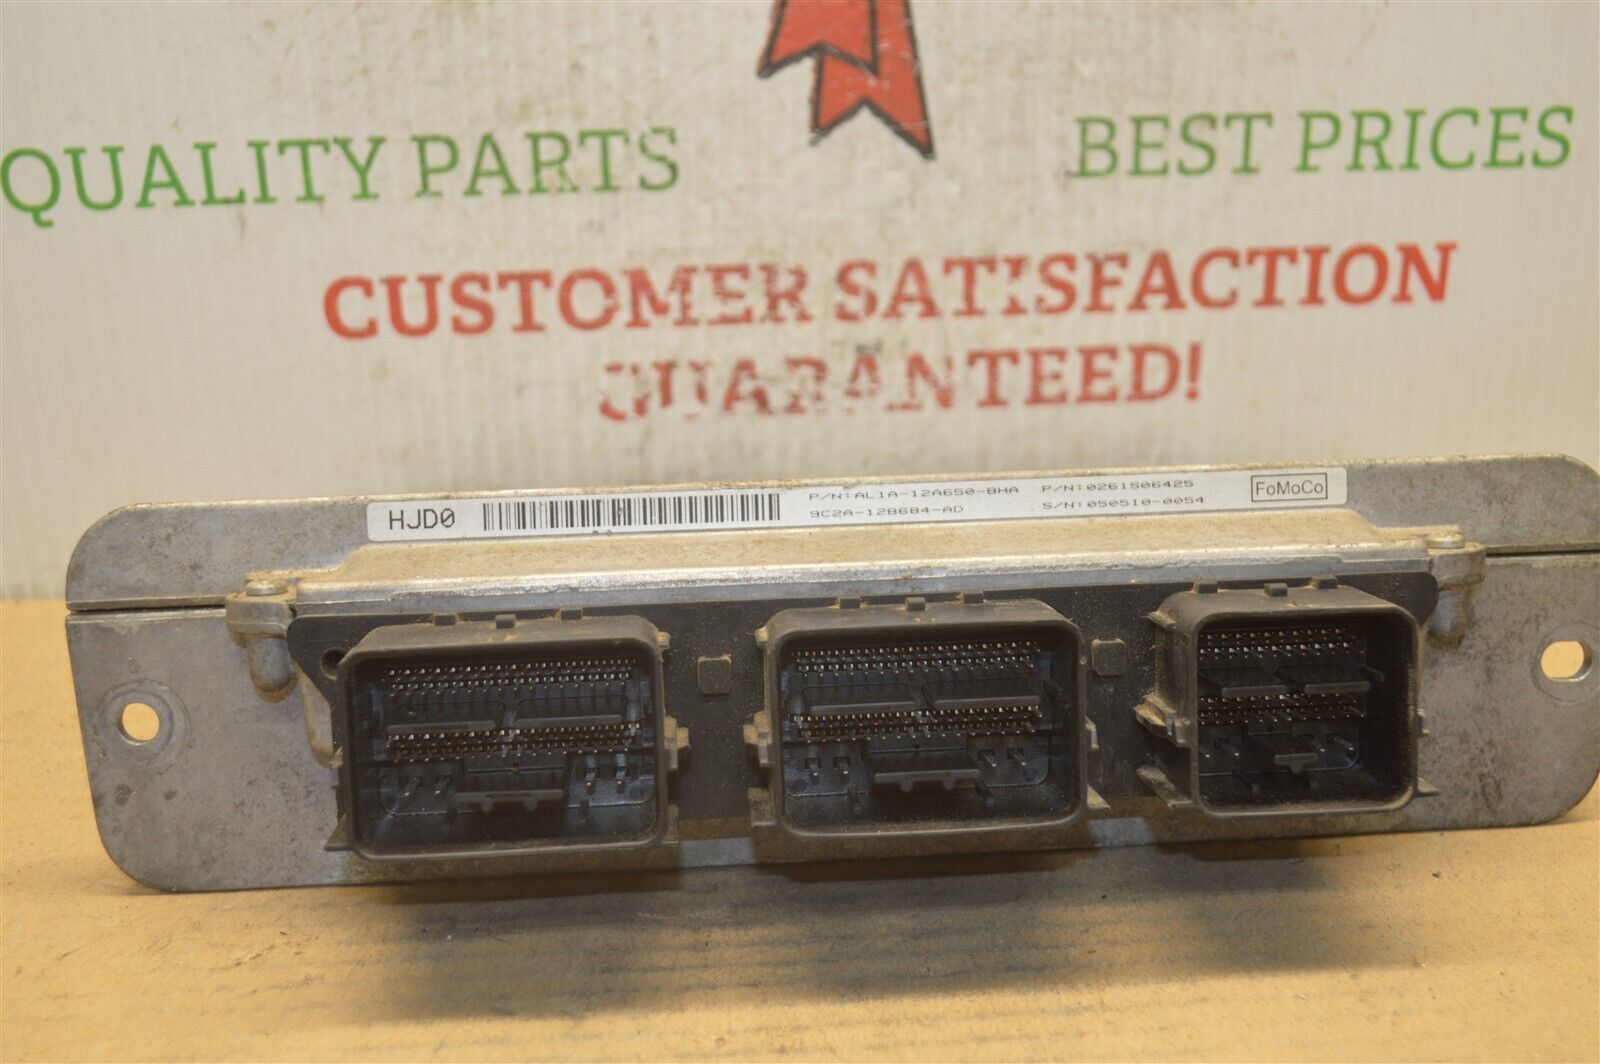 QUALITY PARTS
BEST PRICES
CUSTOMER SATISFACTION
GUARANTEED!
HJD0
P/N:AL1A-12A650-BHA P/N:0261S06425
9C2A-12B684-AD S/N:050510-0054
FoMoCo